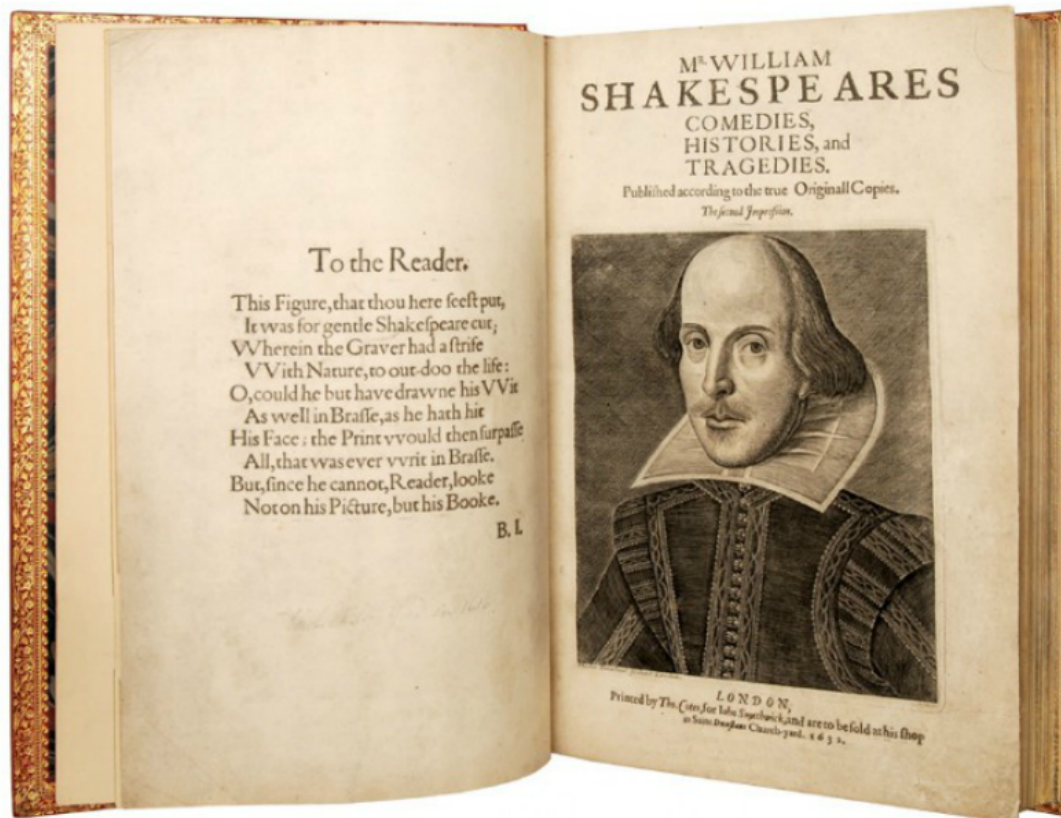 To the Reader.
This Figure, that thou here seeſt put,
It was for gentle Shakeſpeare cut;
VVherein the Graver had a ſtrife
VVith Nature, to out-doo the life:
O, could he but have drawne his VVit
As well in Braſſe, as he hath hit
His Face; the Print vvould then ſurpaſſe
All, that was ever vvrit in Braſſe.
But, ſince he cannot, Reader, looke
Not on his Picture, but his Booke.
B. I.
Mʳ. WILLIAM
SHAKESPEARES
COMEDIES,
HISTORIES, and
TRAGEDIES.
Publiſhed according to the true Originall Copies.
The ſecond Impreſſion.
LONDON,
Printed by Tho. Cotes, for Iohn Smethwick, and are to be ſold at his ſhop
in Saint Dunſtans Church-yard. 1632.